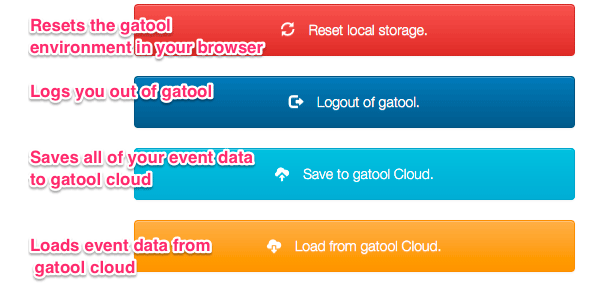 Resets the gatool
environment in your browser
Reset local storage.
Logs you out of gatool
Logout of gatool.
Saves all of your event data
to gatool cloud
Save to gatool Cloud.
Loads event data from
gatool cloud
Load from gatool Cloud.